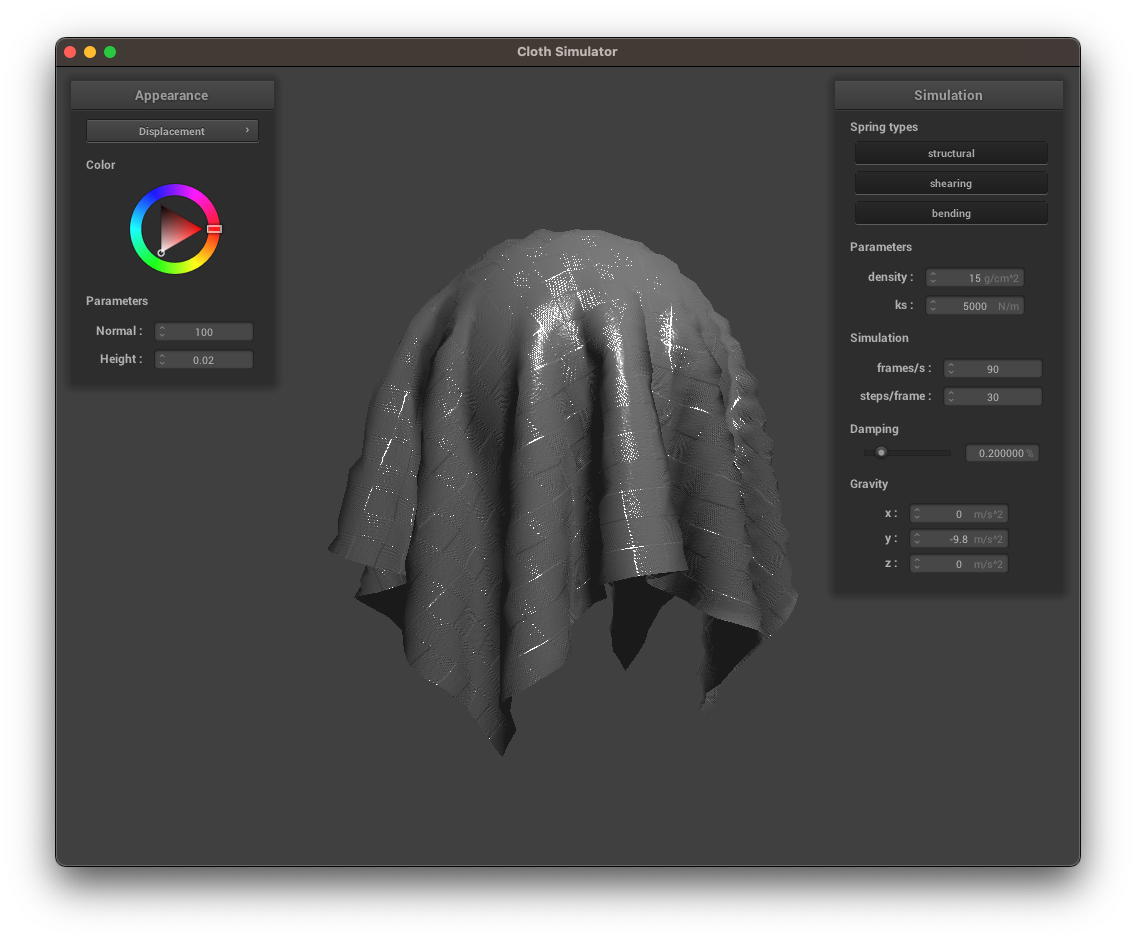 Cloth Simulator
Appearance
Displacement ›
Color
Parameters
Normal : 100
Height : 0.02
Simulation
Spring types
structural
shearing
bending
Parameters
density : 15 g/cm^2
ks : 5000 N/m
Simulation
frames/s : 90
steps/frame : 30
Damping
0.200000 %
Gravity
x : 0 m/s^2
y : -9.8 m/s^2
z : 0 m/s^2